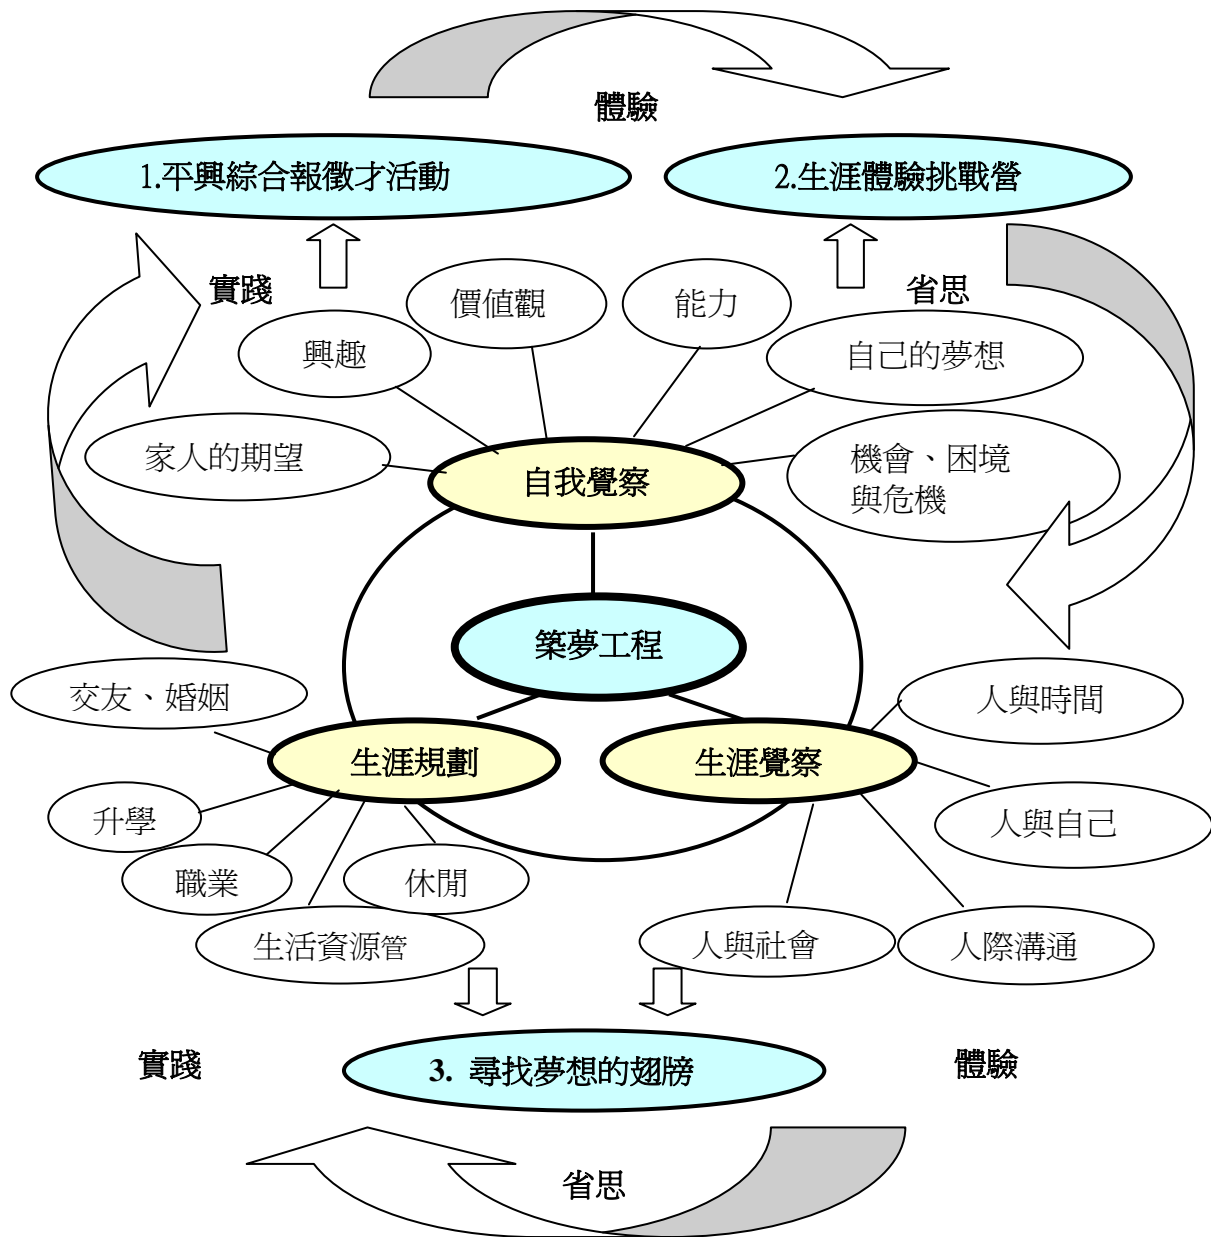 體驗
1.平興綜合報徵才活動
2.生涯體驗挑戰營
實踐
省思
價值觀
能力
興趣
自己的夢想
家人的期望
自我覺察
機會、困境
與危機
築夢工程
交友、婚姻
人與時間
生涯規劃
生涯覺察
升學
人與自己
職業
休閒
生活資源管
人與社會
人際溝通
實踐
3. 尋找夢想的翅膀
體驗
省思